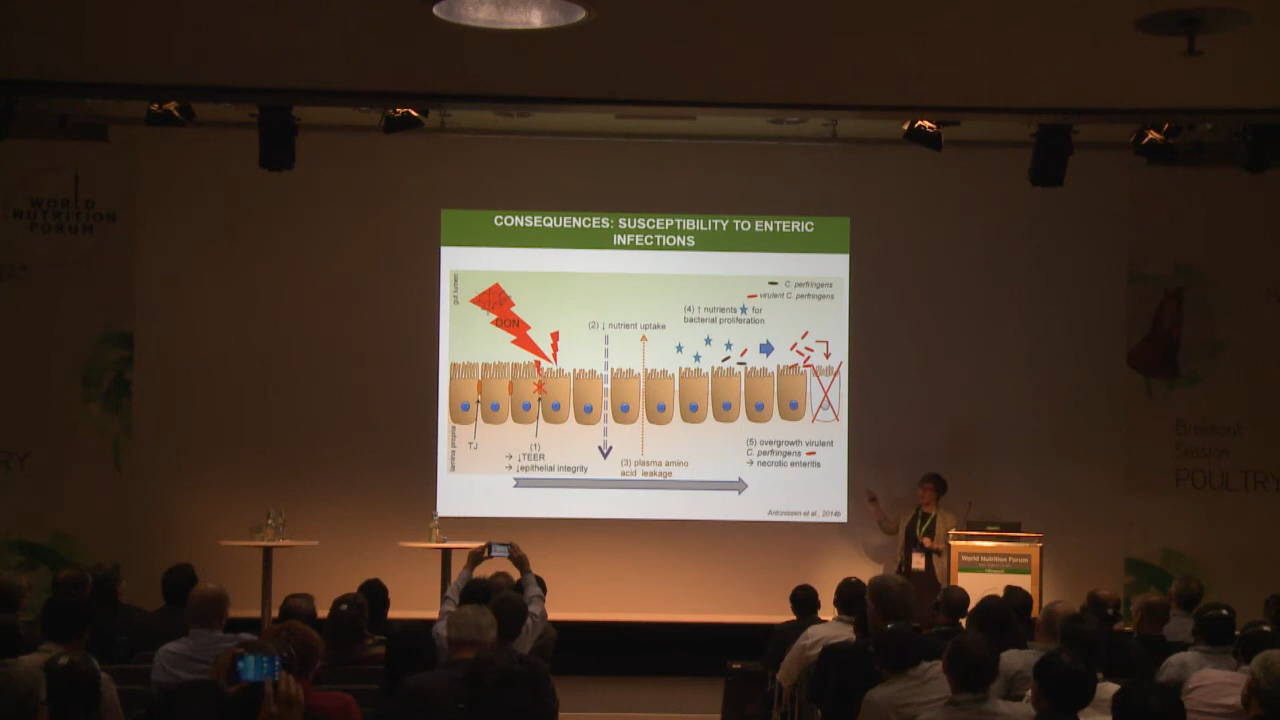 WORLD
NUTRITION
FORUM
CONSEQUENCES: SUSCEPTIBILITY TO ENTERIC
INFECTIONS
gut lumen
C. perfringens
virulent C. perfringens
DON
(2) ↓ nutrient uptake
(4) ↑ nutrients ★ for
bacterial proliferation
TJ
lamina propria
(1)
→ ↓TEER
→ ↓epithelial integrity
(3) plasma amino
acid leakage
(5) overgrowth virulent
C. perfringens
→ necrotic enteritis
Antonissen et al., 2014b
RY
Breakout
Session
POULTRY
World Nutrition Forum